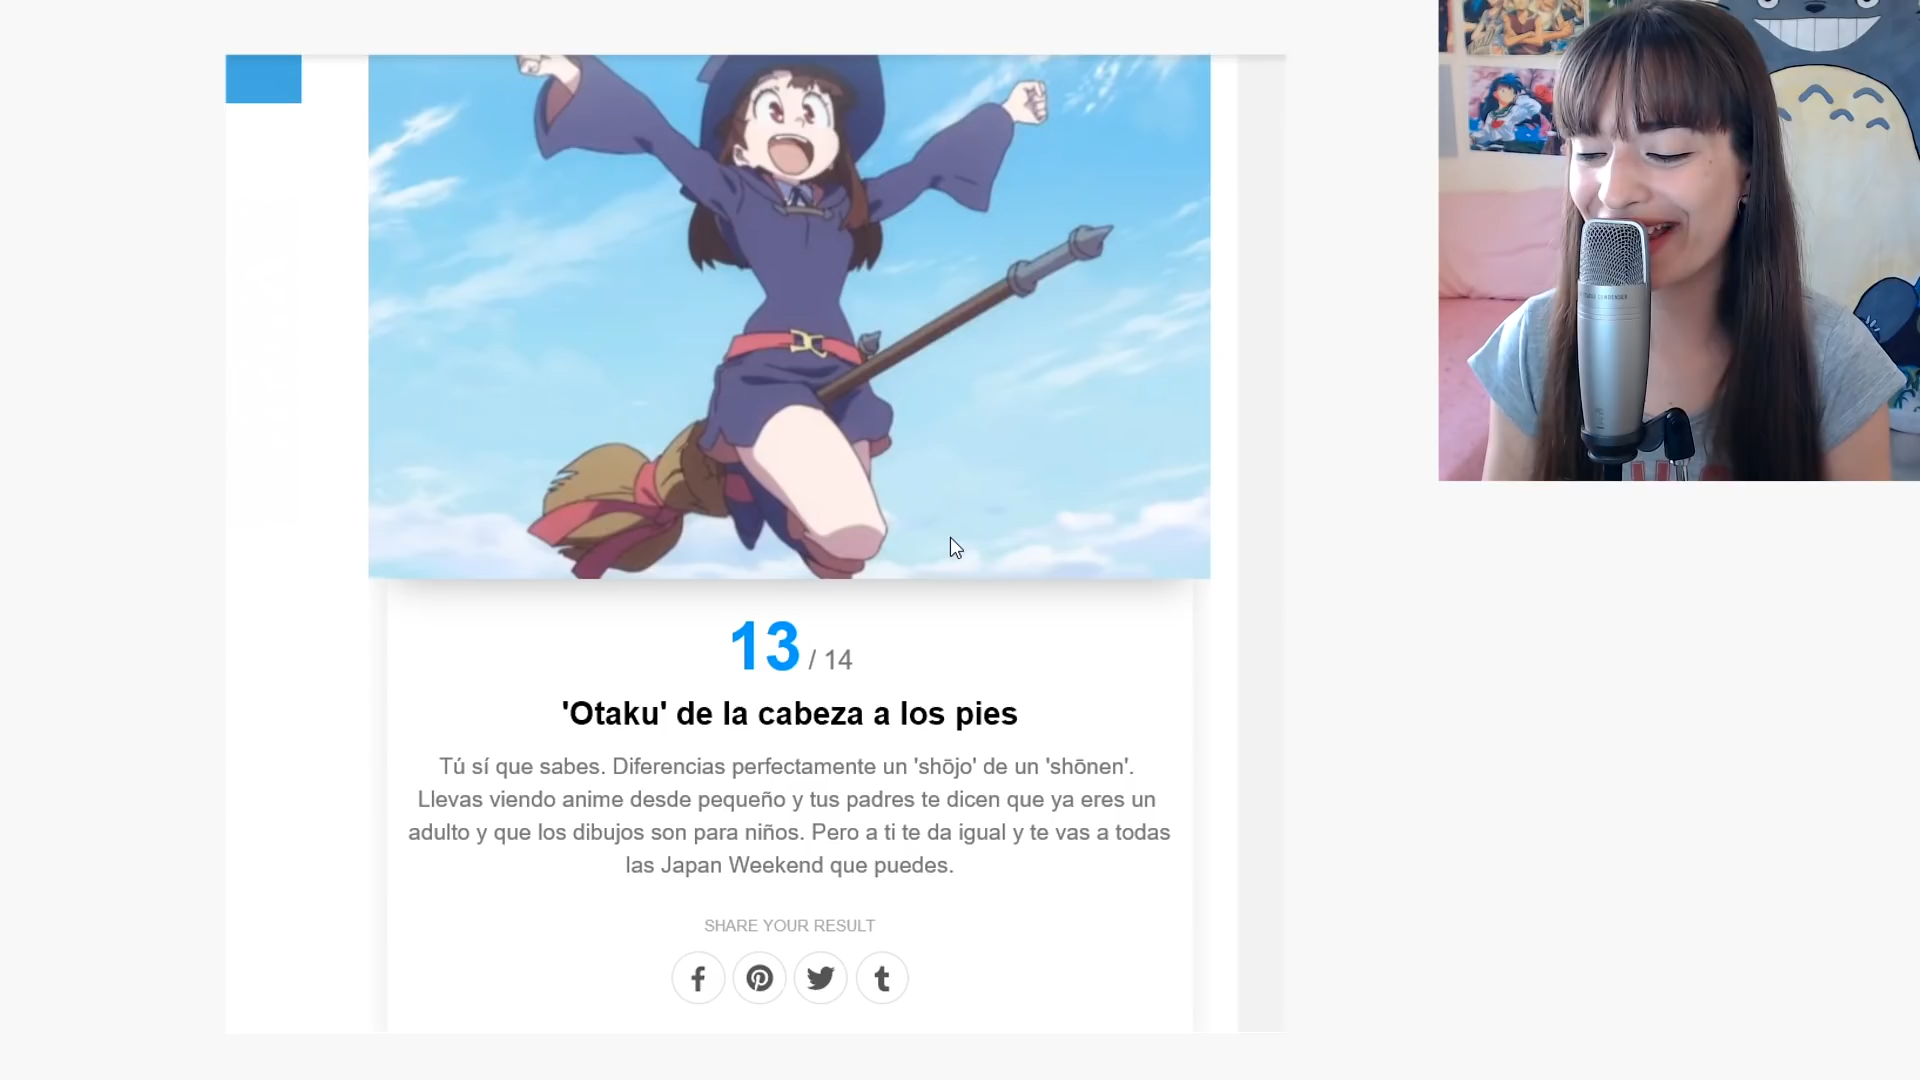 13 / 14
'Otaku' de la cabeza a los pies
Tú sí que sabes. Diferencias perfectamente un 'shōjo' de un 'shōnen'.
Llevas viendo anime desde pequeño y tus padres te dicen que ya eres un
adulto y que los dibujos son para niños. Pero a ti te da igual y te vas a todas
las Japan Weekend que puedes.
SHARE YOUR RESULT